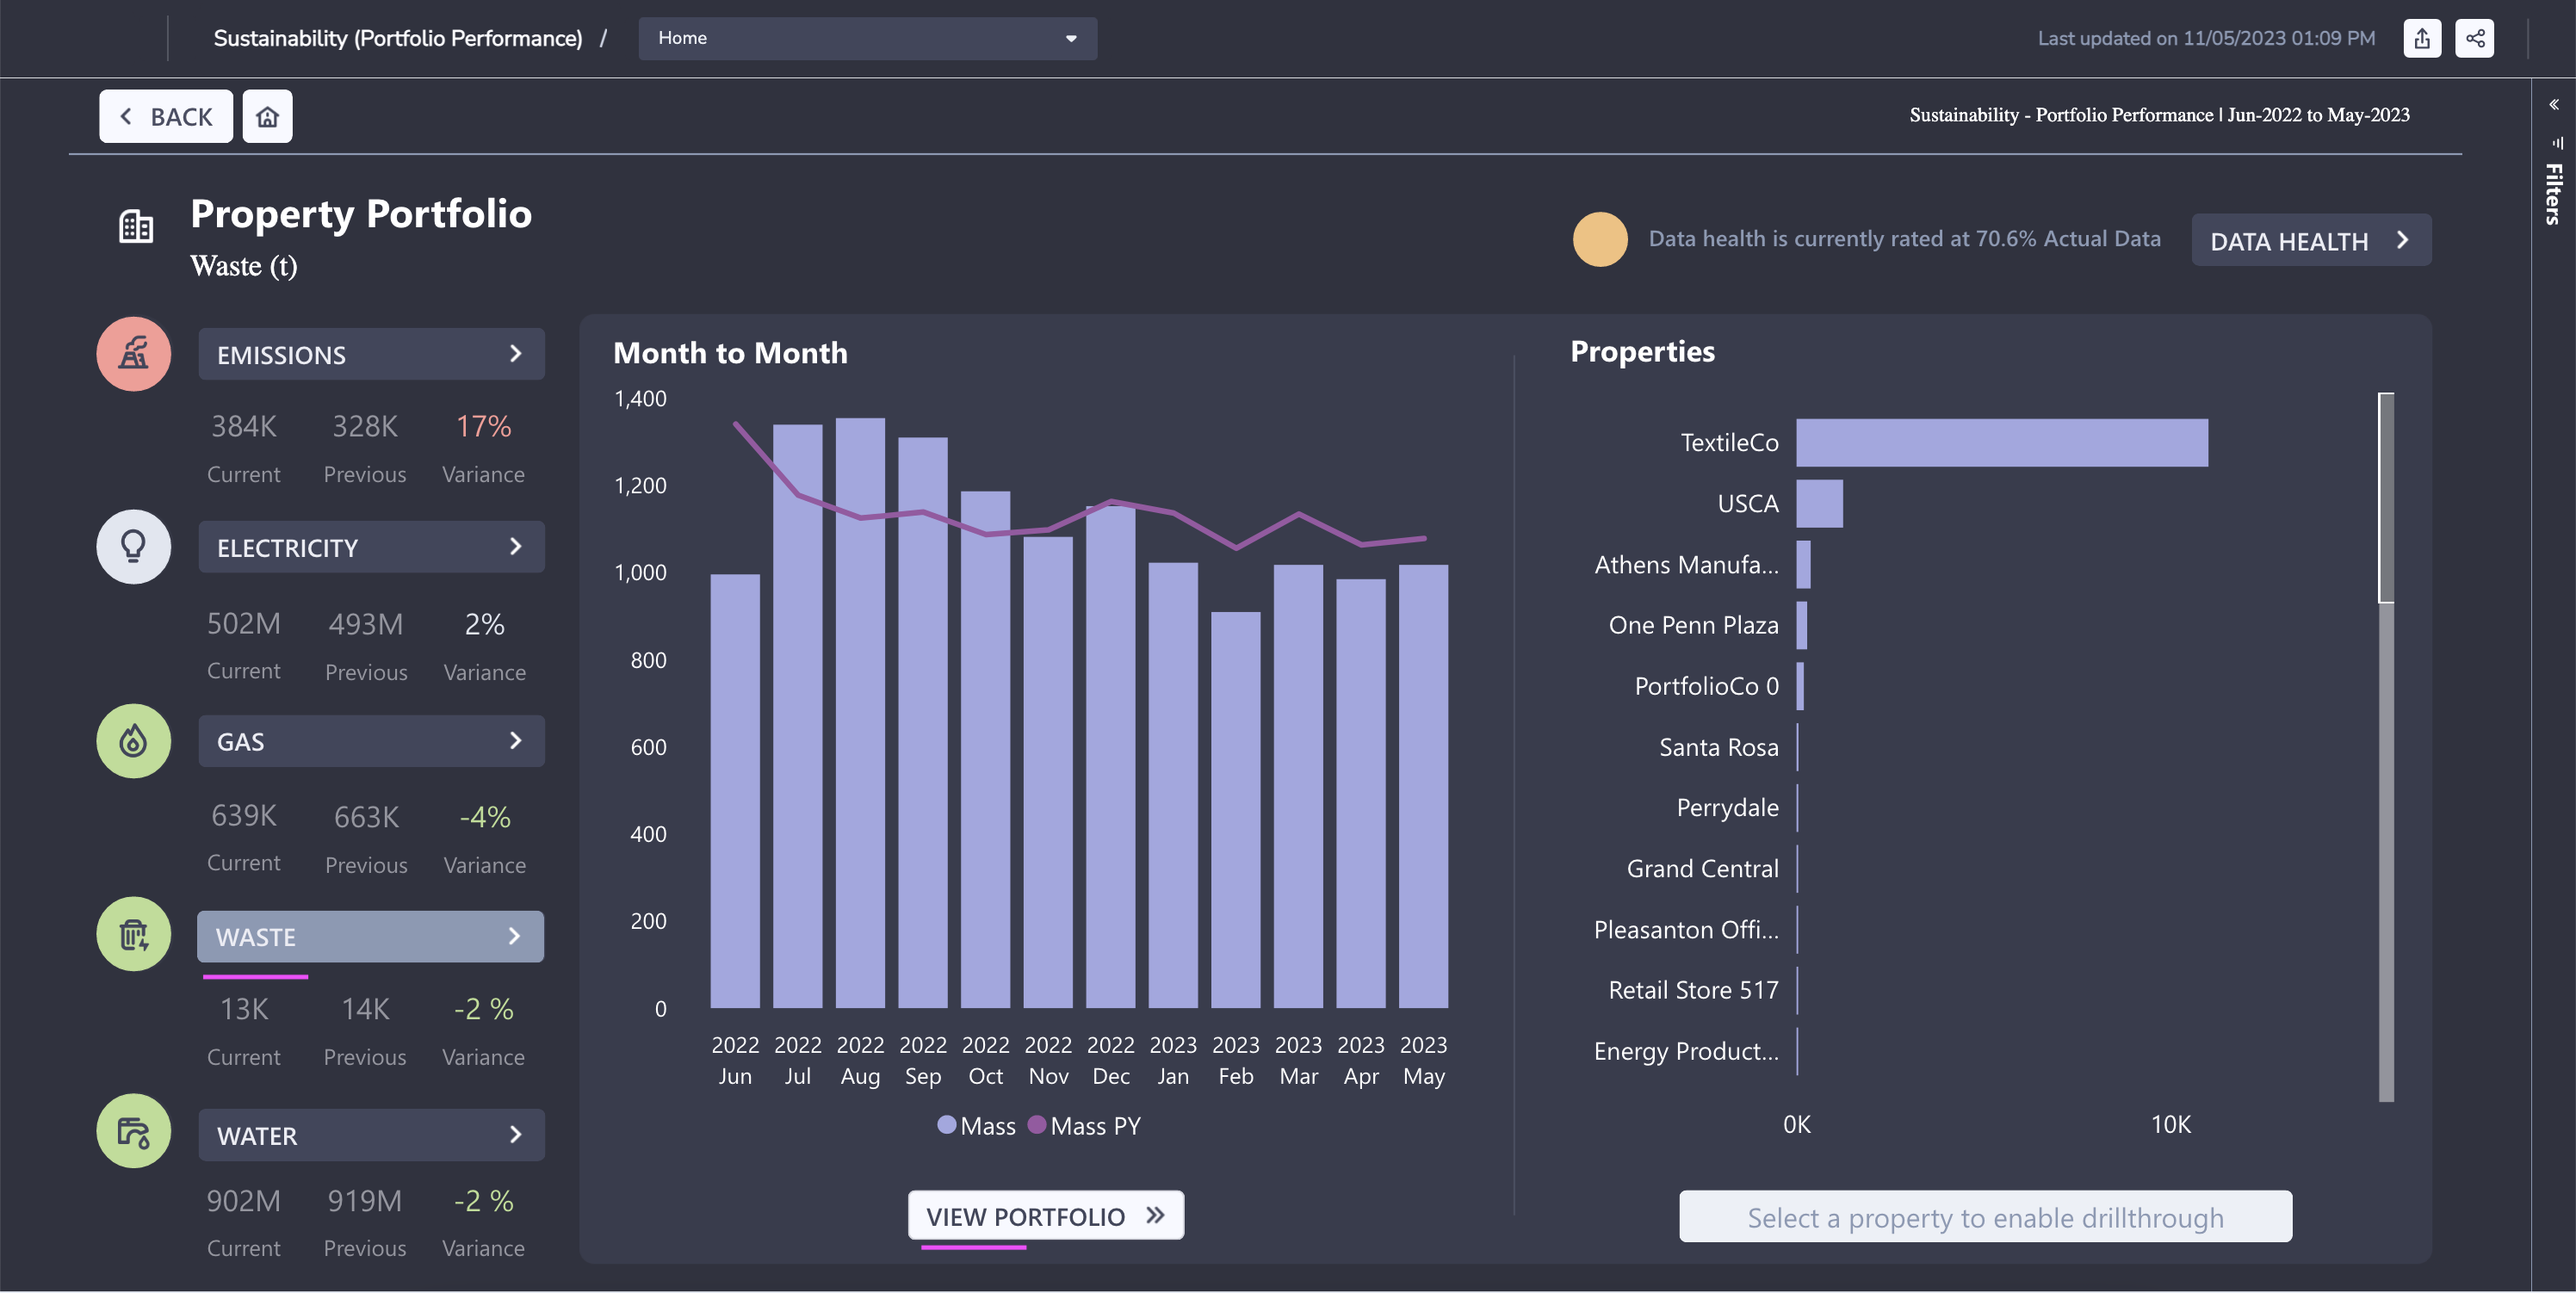 Sustainability (Portfolio Performance) / Home
Last updated on 11/05/2023 01:09 PM
BACK
Sustainability - Portfolio Performance | Jun-2022 to May-2023
Filters
Property Portfolio
Waste (t)
Data health is currently rated at 70.6% Actual Data
DATA HEALTH
EMISSIONS
384K 328K 17%
Current Previous Variance
ELECTRICITY
502M 493M 2%
Current Previous Variance
GAS
639K 663K -4%
Current Previous Variance
WASTE
13K 14K -2 %
Current Previous Variance
WATER
902M 919M -2 %
Current Previous Variance
Month to Month
1,400
1,200
1,000
800
600
400
200
0
2022 2022 2022 2022 2022 2022 2022 2023 2023 2023 2023 2023
Jun Jul Aug Sep Oct Nov Dec Jan Feb Mar Apr May
Mass Mass PY
VIEW PORTFOLIO
Properties
TextileCo
USCA
Athens Manufa...
One Penn Plaza
PortfolioCo 0
Santa Rosa
Perrydale
Grand Central
Pleasanton Offi...
Retail Store 517
Energy Product...
0K 10K
Select a property to enable drillthrough